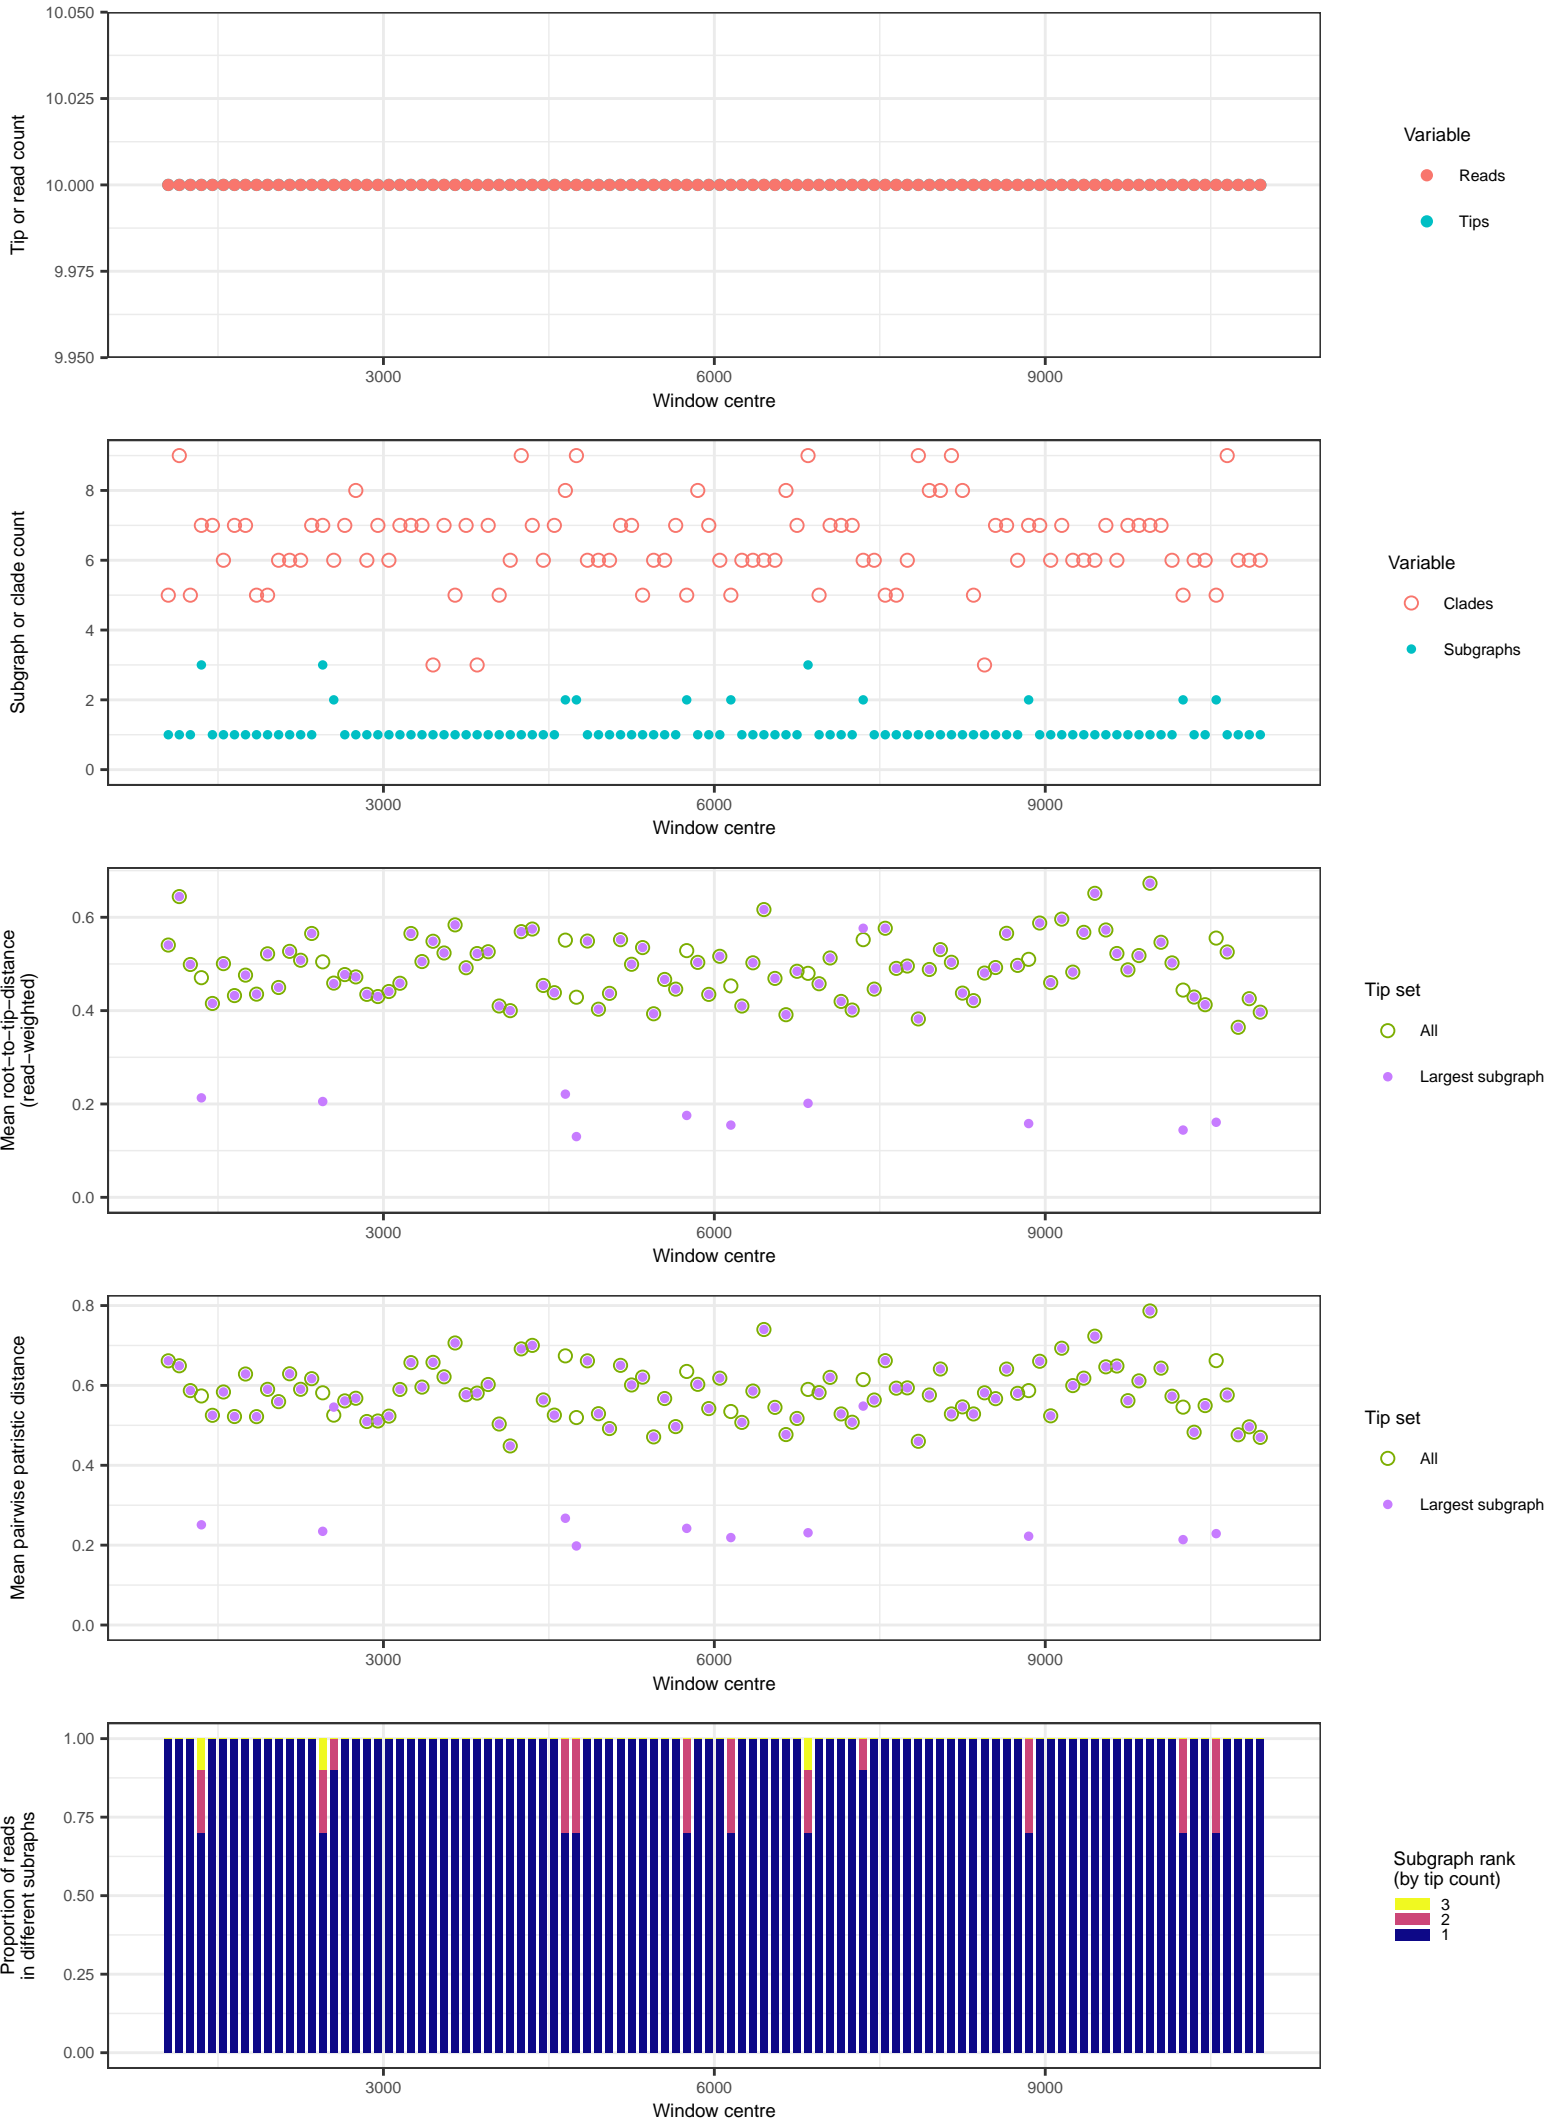 10.050
10.025
10.000
9.975
9.950
Tip or read count
3000 6000 9000
Window centre
Variable
Reads
Tips
8
6
4
2
0
Subgraph or clade count
3000 6000 9000
Window centre
Variable
Clades
Subgraphs
0.6
0.4
0.2
0.0
Mean root-to-tip-distance
(read-weighted)
3000 6000 9000
Window centre
Tip set
All
Largest subgraph
0.8
0.6
0.4
0.2
0.0
Mean pairwise patristic distance
3000 6000 9000
Window centre
Tip set
All
Largest subgraph
1.00
0.75
0.50
0.25
0.00
Proportion of reads
in different subraphs
3000 6000 9000
Window centre
Subgraph rank
(by tip count)
3
2
1